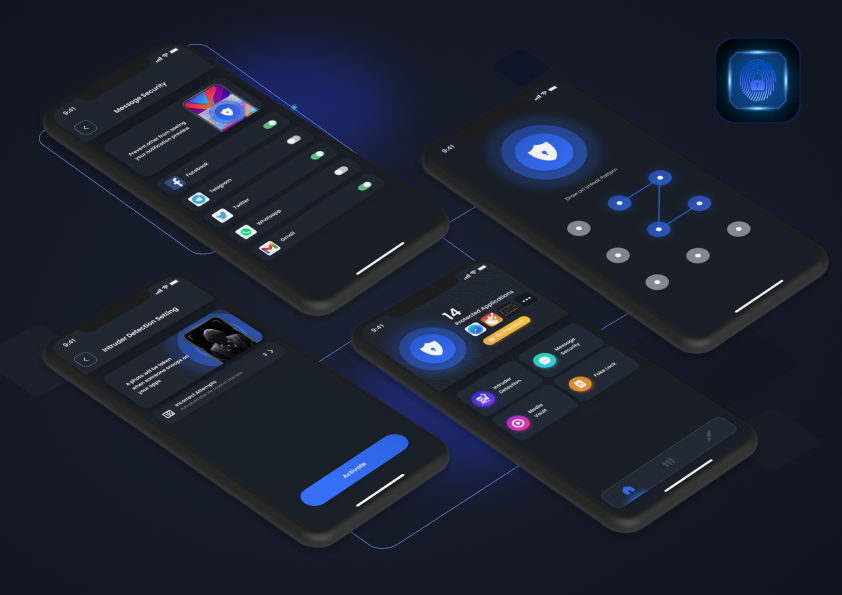 9:41
Message Security
Prevent other from seeing
your notification preview
Facebook
Telegram
Twitter
Whatsapp
Gmail
9:41
Draw an Unlock Pattern
9:41
Intruder Detection Setting
A photo will be taken
when someone snoops on
your apps
Incorrect Attempts
3
9:41
14
Protected Applications
Intruder
Detection
Message
Security
Media
Vault
Fake Lock
Activate